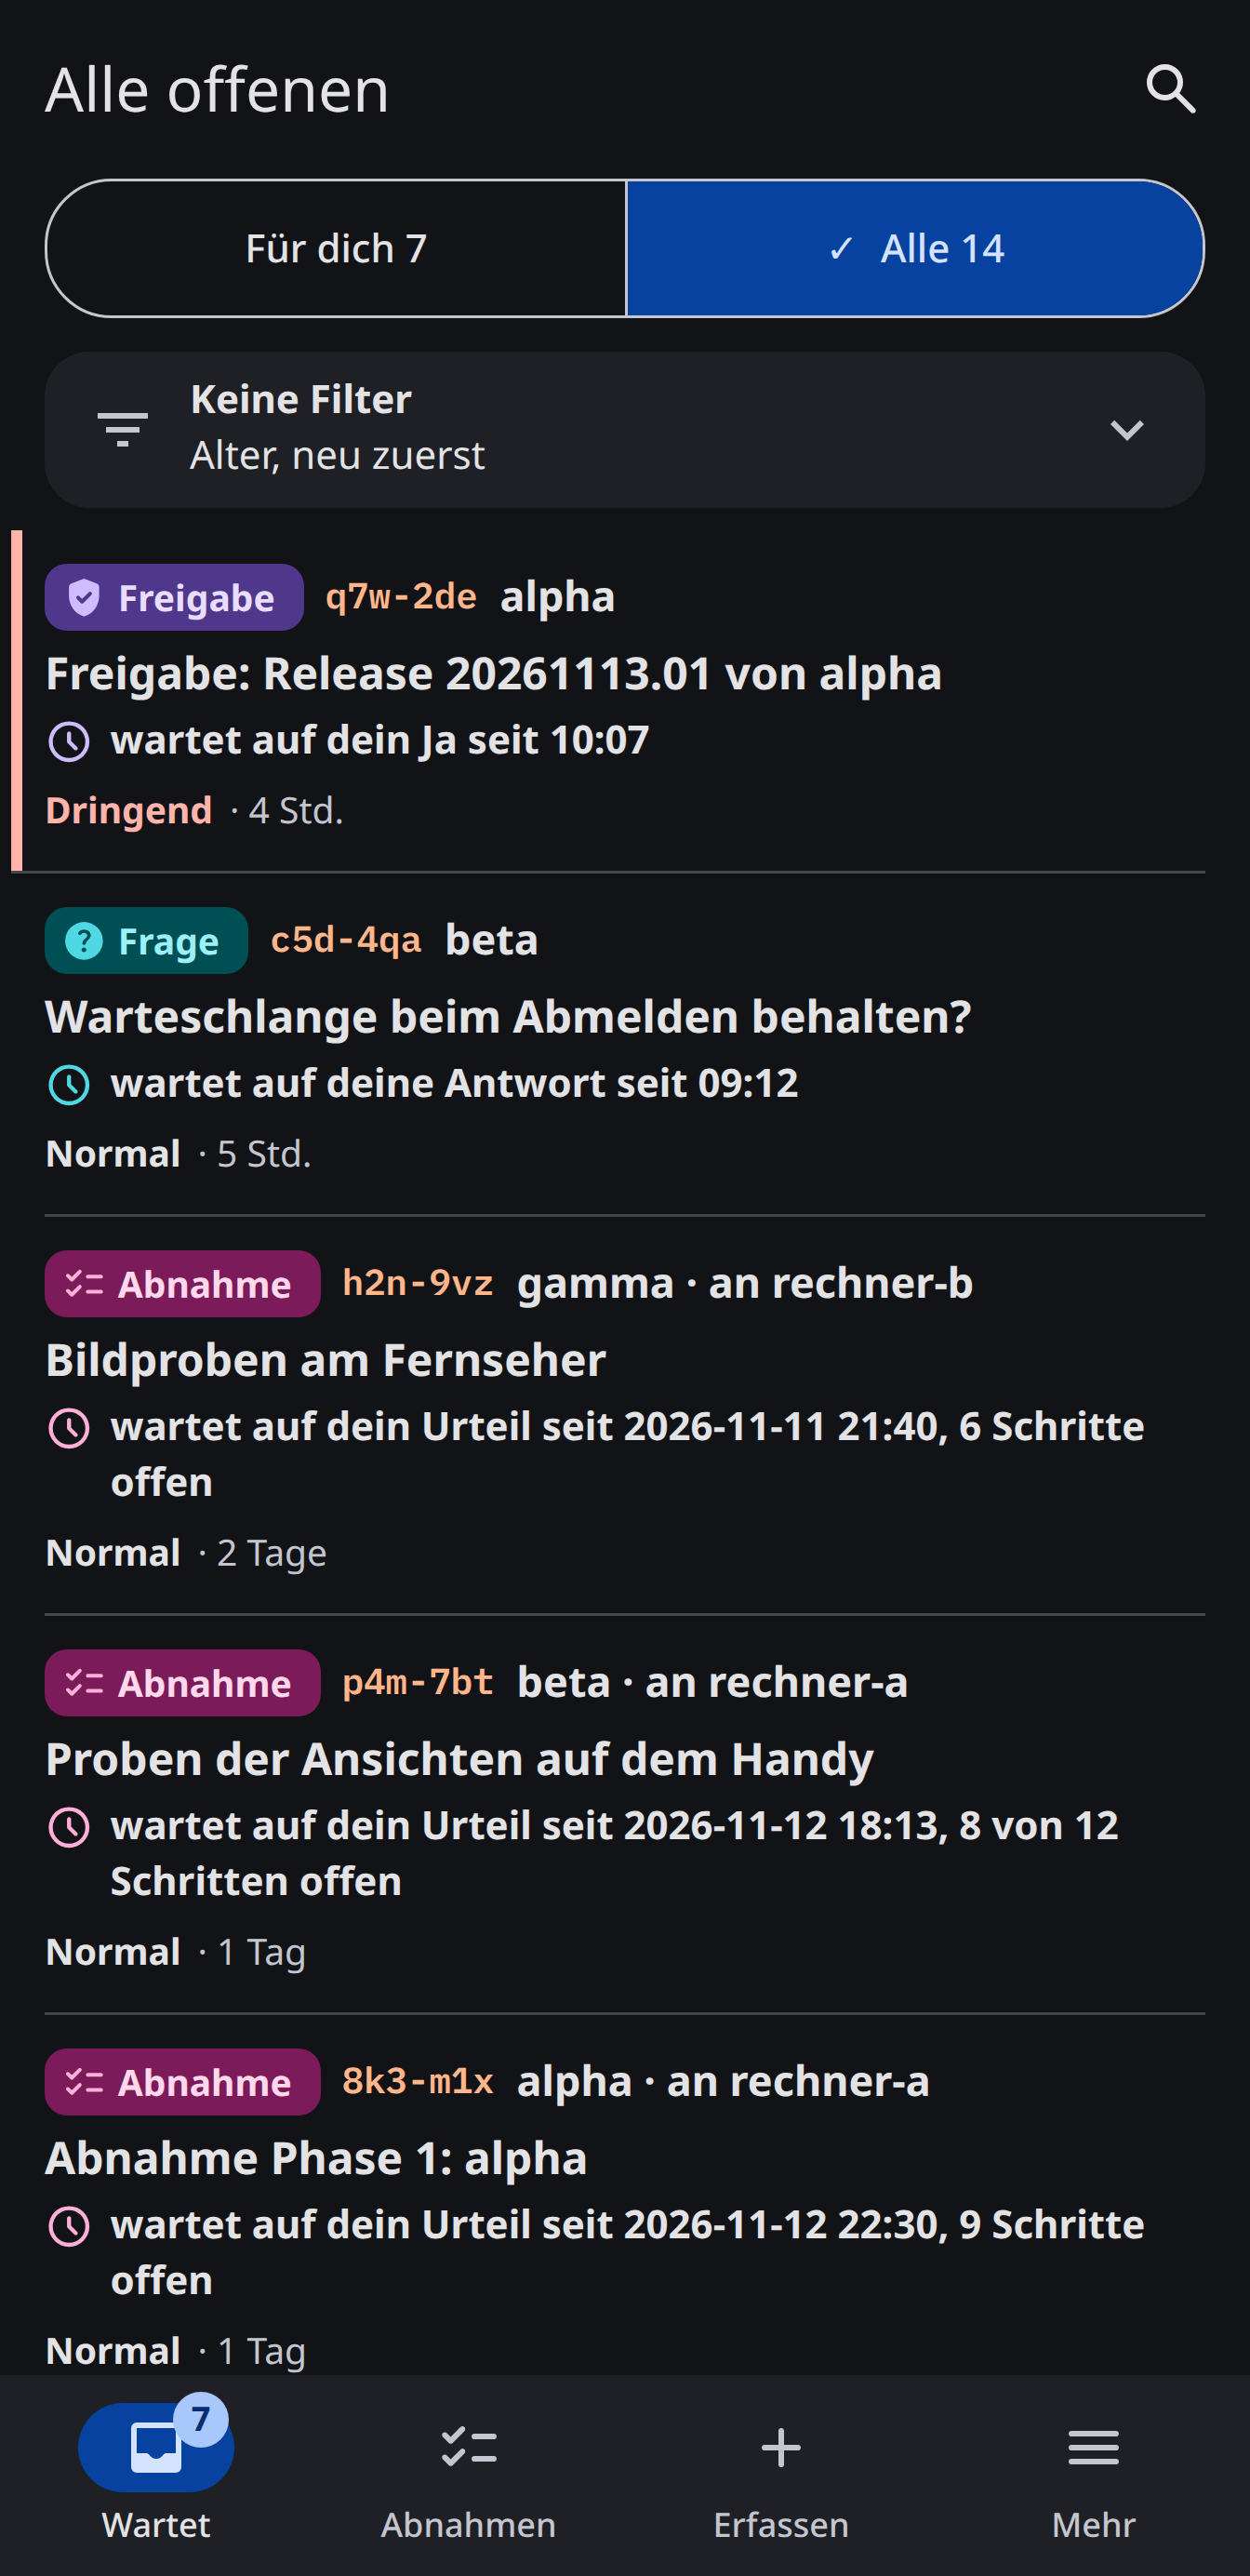 Alle offenen
Für dich 7
✓ Alle 14
Keine Filter
Alter, neu zuerst
Freigabe q7w-2de alpha
Freigabe: Release 20261113.01 von alpha
wartet auf dein Ja seit 10:07
Dringend · 4 Std.
Frage c5d-4qa beta
Warteschlange beim Abmelden behalten?
wartet auf deine Antwort seit 09:12
Normal · 5 Std.
Abnahme h2n-9vz gamma · an rechner-b
Bildproben am Fernseher
wartet auf dein Urteil seit 2026-11-11 21:40, 6 Schritte
offen
Normal · 2 Tage
Abnahme p4m-7bt beta · an rechner-a
Proben der Ansichten auf dem Handy
wartet auf dein Urteil seit 2026-11-12 18:13, 8 von 12
Schritten offen
Normal · 1 Tag
Abnahme 8k3-m1x alpha · an rechner-a
Abnahme Phase 1: alpha
wartet auf dein Urteil seit 2026-11-12 22:30, 9 Schritte
offen
Normal · 1 Tag
7
Wartet
Abnahmen
Erfassen
Mehr